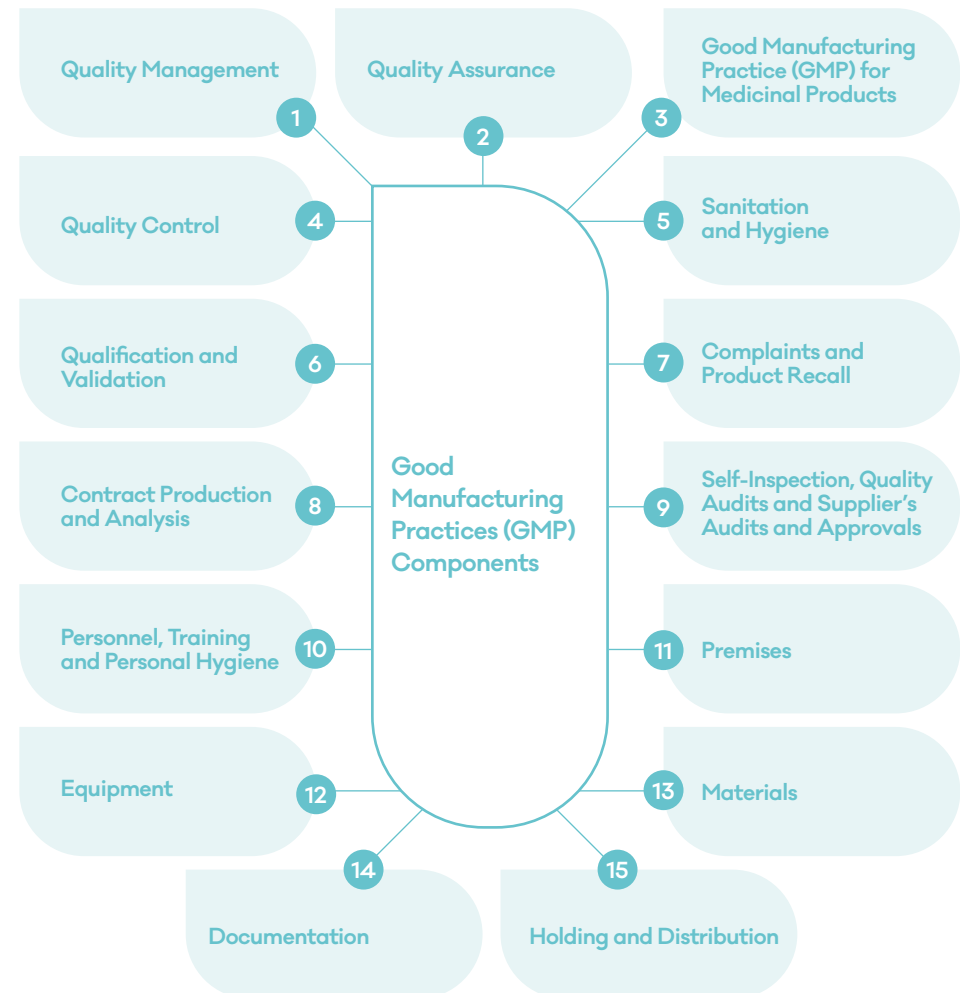 Quality Management
1
Quality Assurance
2
Good Manufacturing
Practice (GMP) for
Medicinal Products
3
Quality Control
4
Sanitation
and Hygiene
5
Qualification and
Validation
6
Complaints and
Product Recall
7
Good
Manufacturing
Practices (GMP)
Components
Contract Production
and Analysis
8
Self-Inspection, Quality
Audits and Supplier's
Audits and Approvals
9
Personnel, Training
and Personal Hygiene
10
Premises
11
Equipment
12
Materials
13
Documentation
14
Holding and Distribution
15